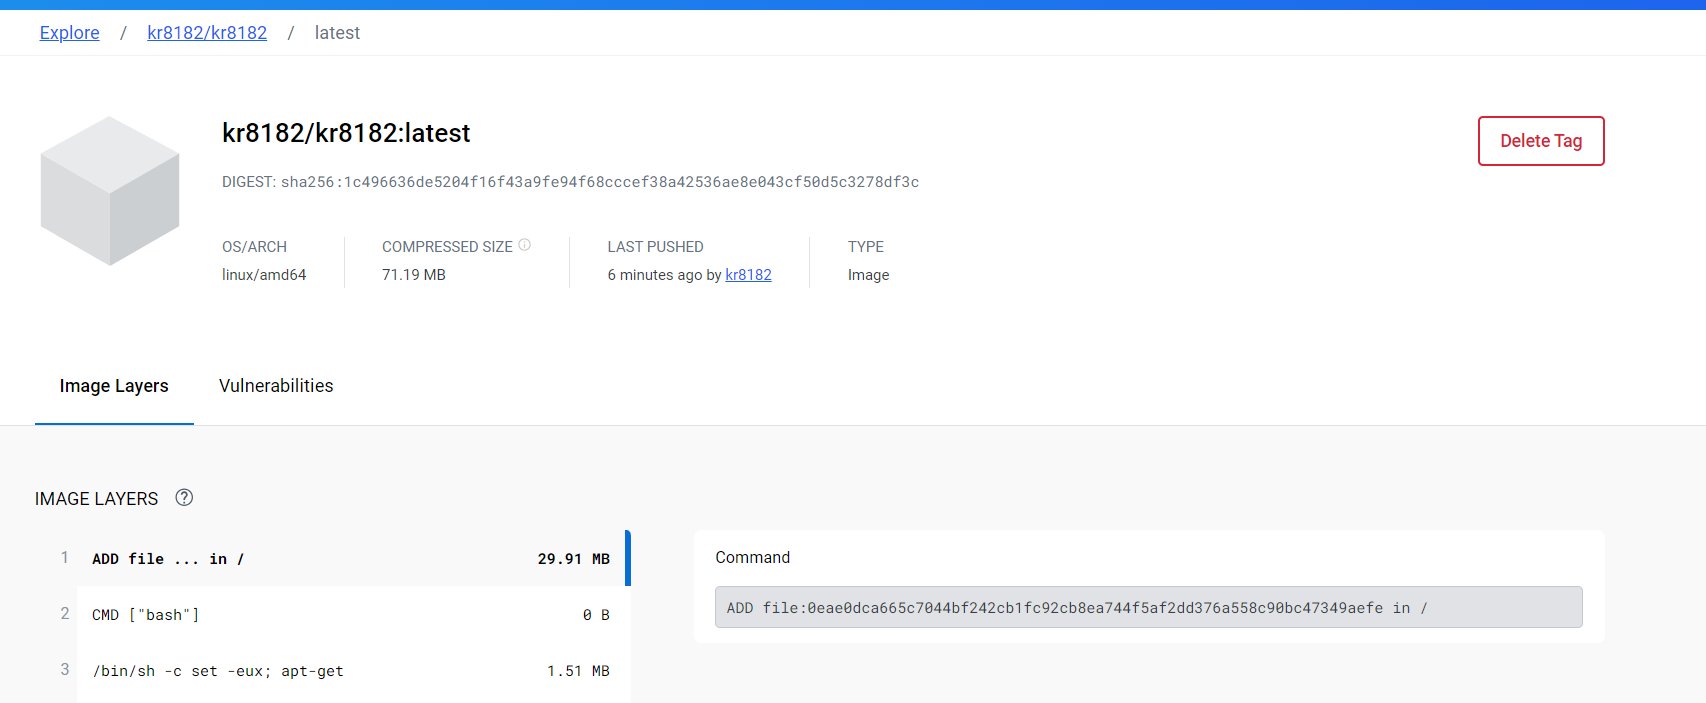 Explore / kr8182/kr8182 / latest
kr8182/kr8182:latest
Delete Tag
DIGEST: sha256:1c496636de5204f16f43a9fe94f68cccef38a42536ae8e043cf50d5c3278df3c
OS/ARCH COMPRESSED SIZE LAST PUSHED TYPE
linux/amd64 71.19 MB 6 minutes ago by kr8182 Image
Image Layers Vulnerabilities
IMAGE LAYERS ?
1 ADD file ... in / 29.91 MB
2 CMD ["bash"] 0 B
3 /bin/sh -c set -eux; apt-get 1.51 MB
Command
ADD file:0eae0dca665c7044bf242cb1fc92cb8ea744f5af2dd376a558c90bc47349aefe in /